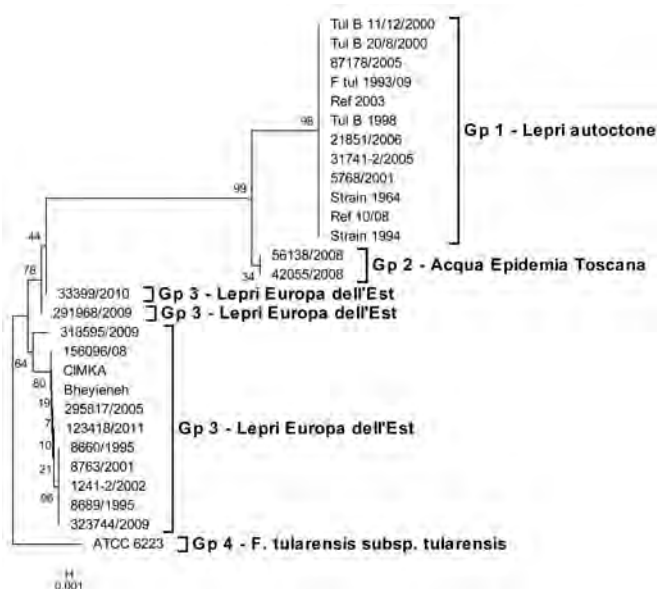 Tul B 11/12/2000
Tul B 20/8/2000
87178/2005
F tul 1993/09
Ref 2003
98
Tul B 1998
Gp 1 - Lepri autoctone
21851/2006
31741-2/2005
5768/2001
99
Strain 1964
Ref 10/08
44
Strain 1994
56138/2008
Gp 2 - Acqua Epidemia Toscana
34
42055/2008
78
33399/2010
Gp 3 - Lepri Europa dell'Est
291968/2009
Gp 3 - Lepri Europa dell'Est
318595/2009
64
156096/08
CIMKA
80
Bheyieneh
19
295817/2005
7
123418/2011
Gp 3 - Lepri Europa dell'Est
10
8660/1995
21
8763/2001
1241-2/2002
96
8689/1995
323744/2009
ATCC 6223
Gp 4 - F. tularensis subsp. tularensis
0.001